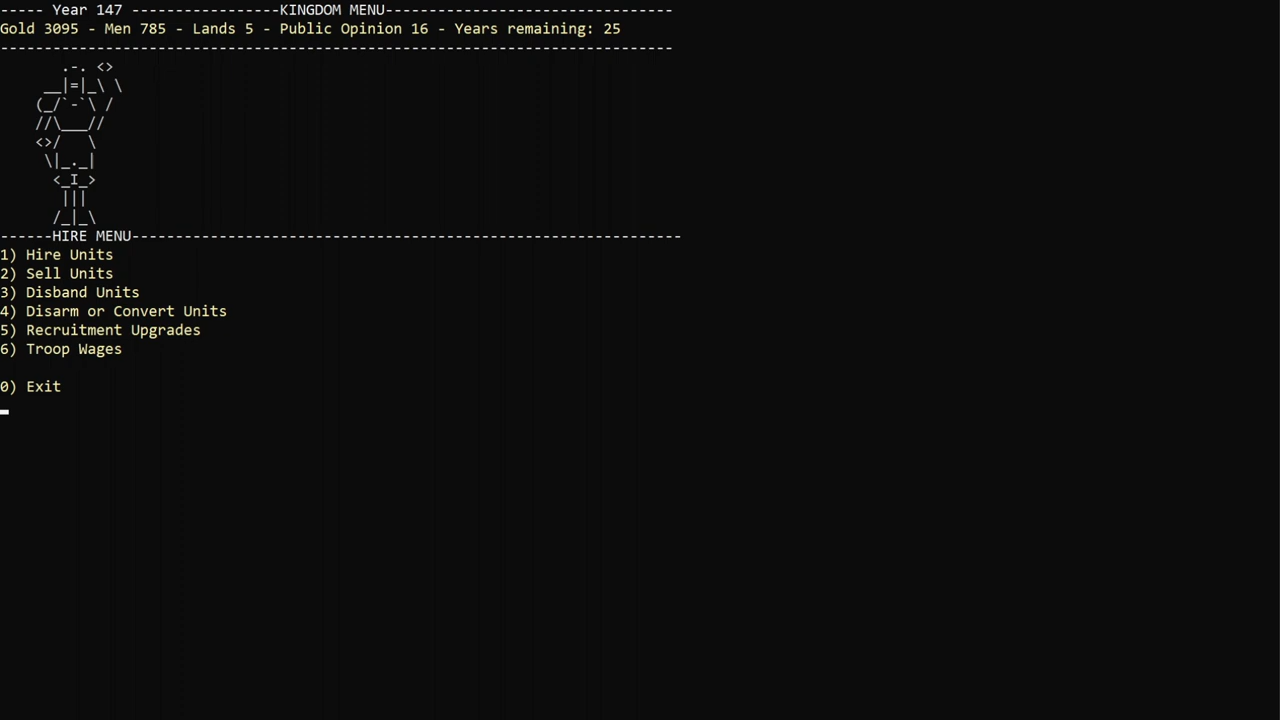 ----- Year 147 -----------------KINGDOM MENU---------------------------------
Gold 3095 - Men 785 - Lands 5 - Public Opinion 16 - Years remaining: 25
------------------------------------------------------------------------------
------HIRE MENU----------------------------------------------------------------
1) Hire Units
2) Sell Units
3) Disband Units
4) Disarm or Convert Units
5) Recruitment Upgrades
6) Troop Wages
0) Exit